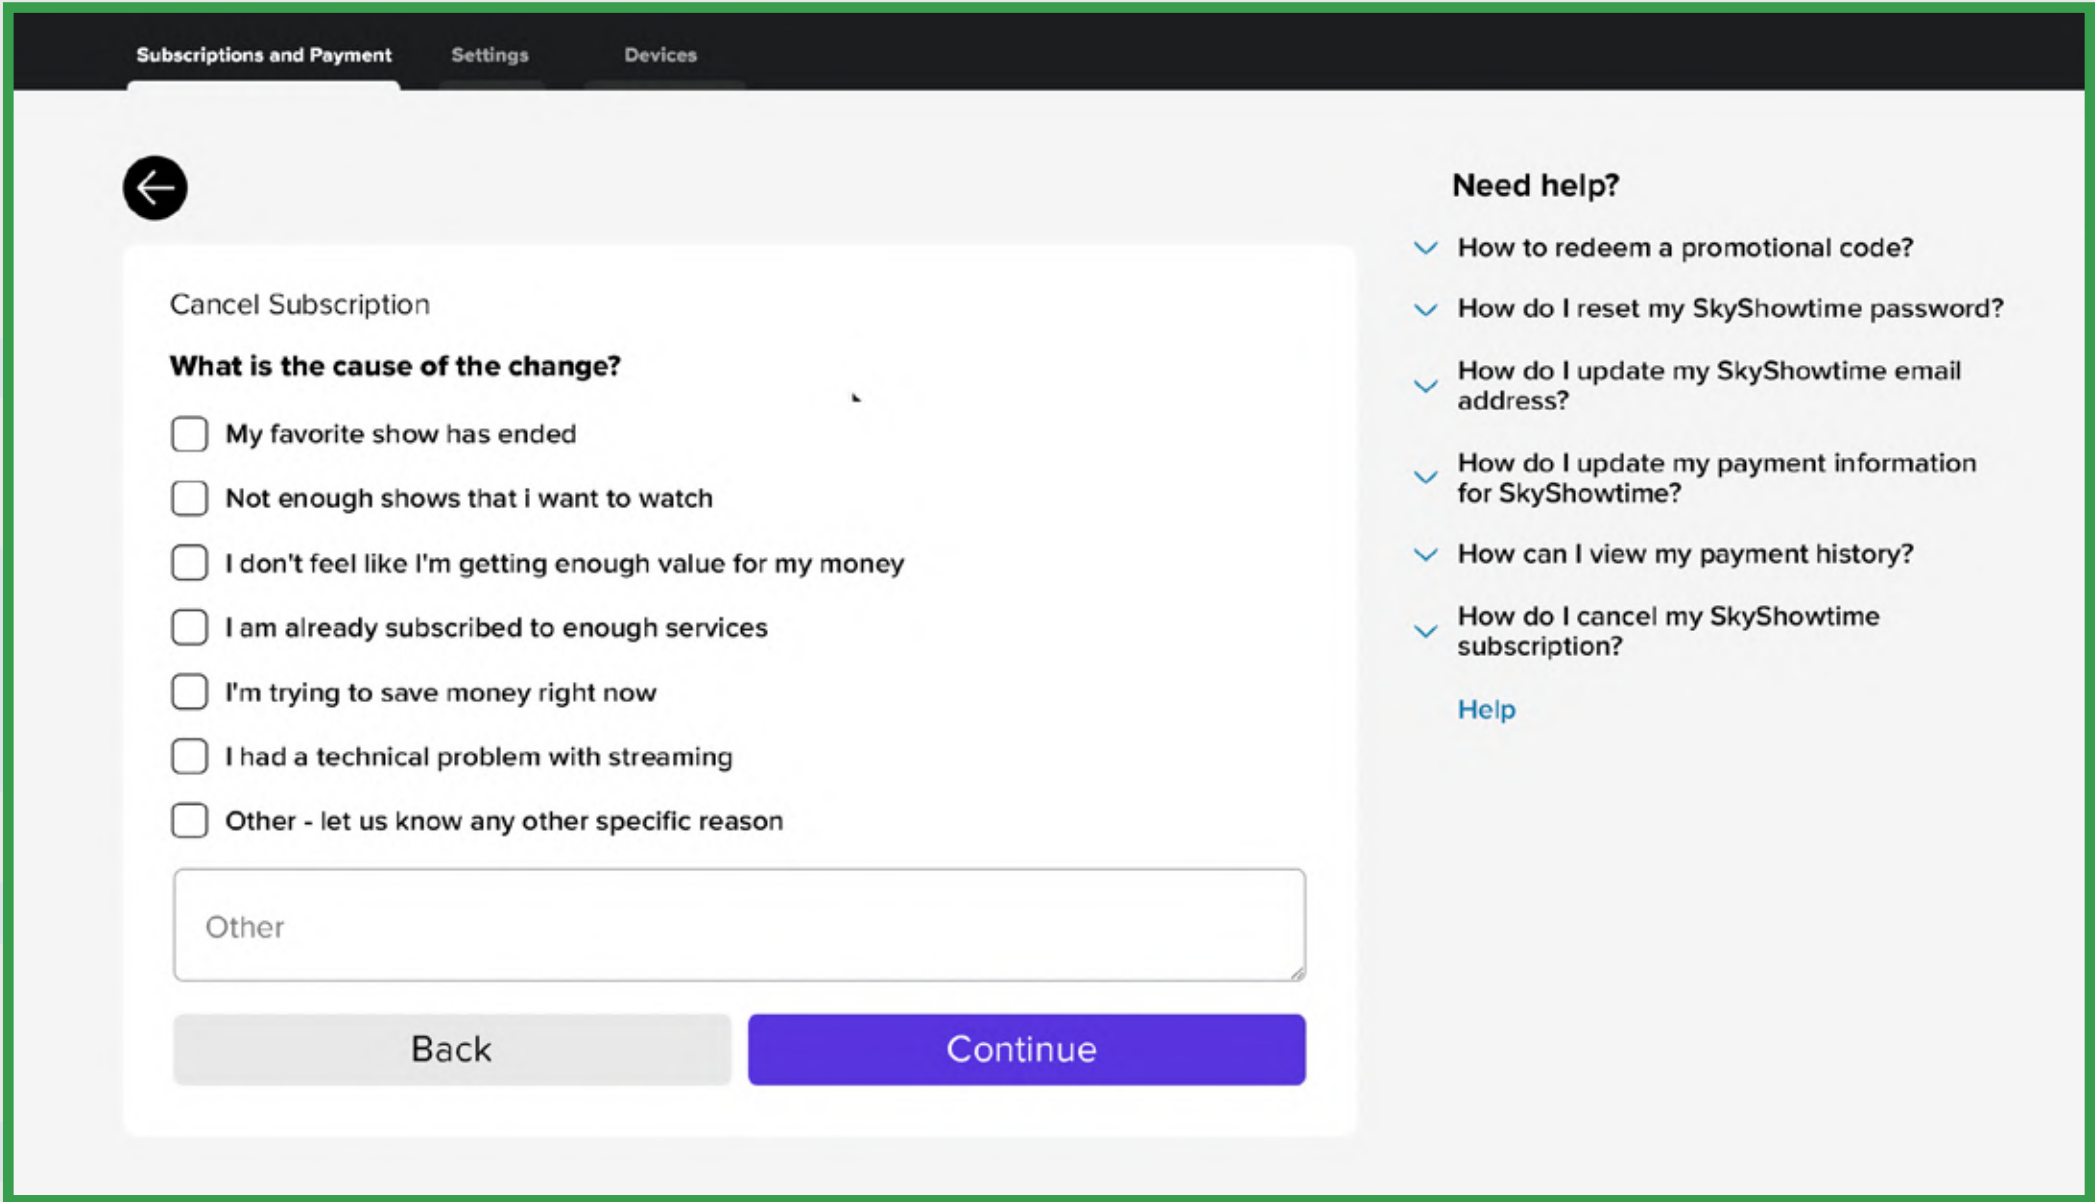 Subscriptions and Payment
Settings
Devices
Cancel Subscription
What is the cause of the change?
My favorite show has ended
Not enough shows that i want to watch
I don't feel like I'm getting enough value for my money
I am already subscribed to enough services
I'm trying to save money right now
I had a technical problem with streaming
Other - let us know any other specific reason
Other
Back
Continue
Need help?
How to redeem a promotional code?
How do I reset my SkyShowtime password?
How do I update my SkyShowtime email
address?
How do I update my payment information
for SkyShowtime?
How can I view my payment history?
How do I cancel my SkyShowtime
subscription?
Help